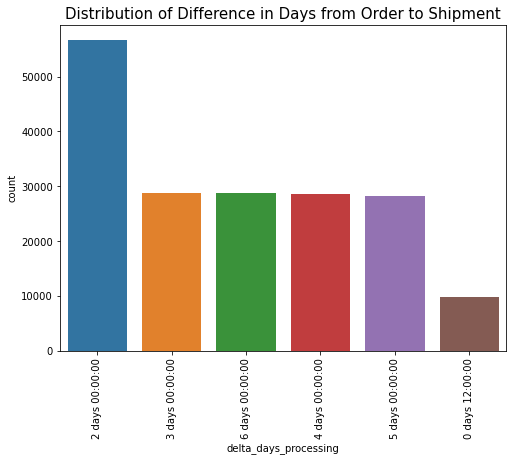 Distribution of Difference in Days from Order to Shipment
count
50000
40000
30000
20000
10000
0
2 days 00:00:00
3 days 00:00:00
6 days 00:00:00
4 days 00:00:00
5 days 00:00:00
0 days 12:00:00
delta_days_processing